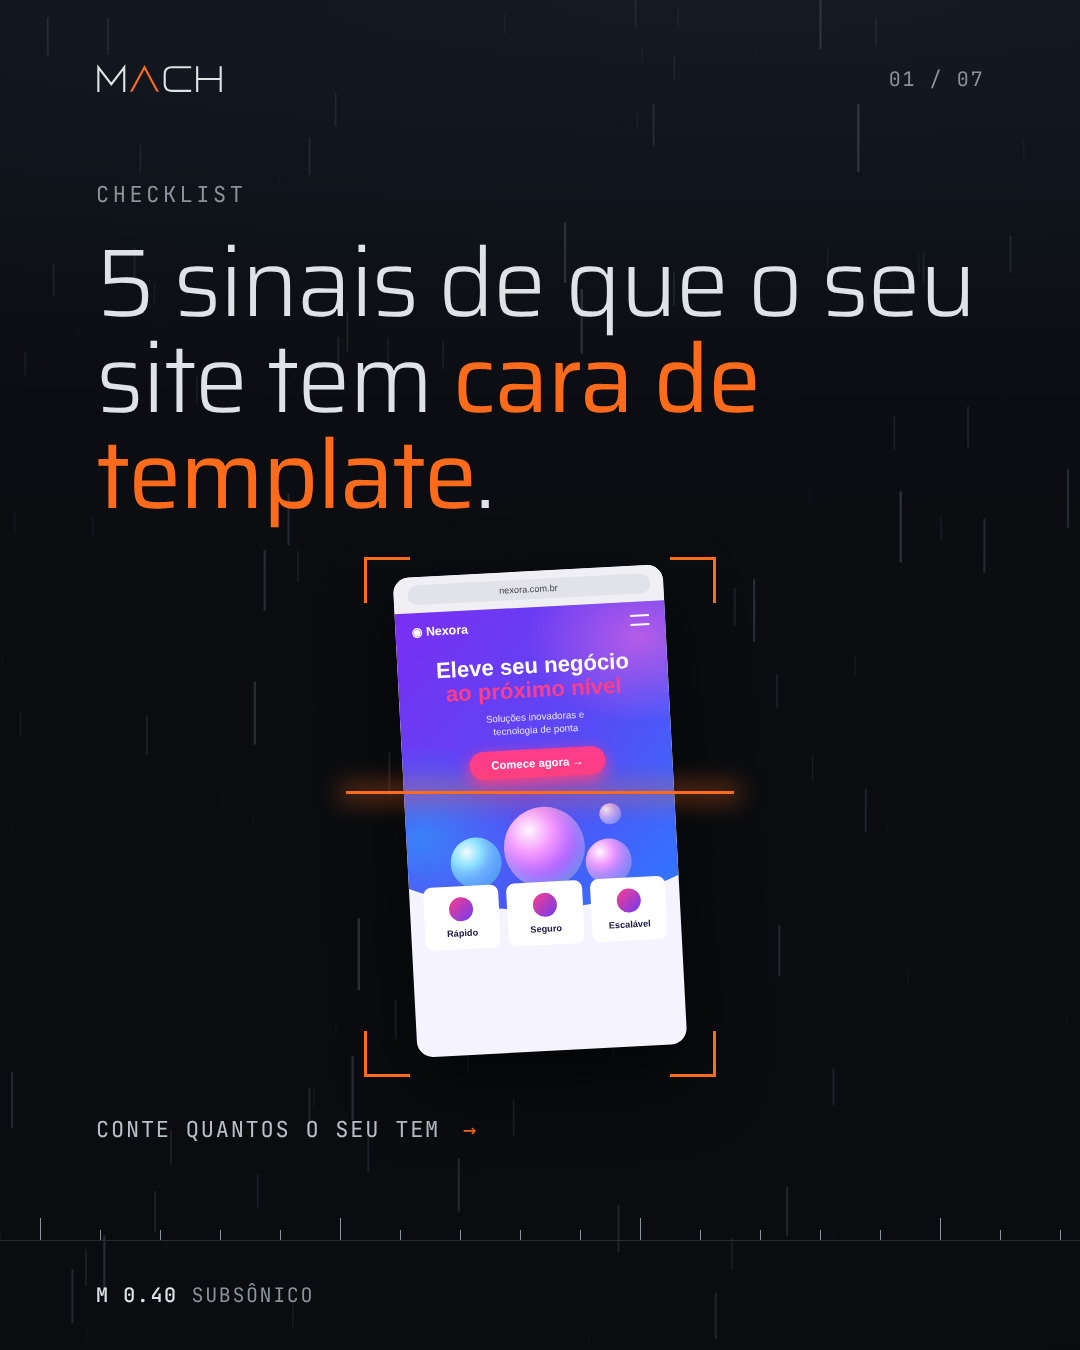 MACH
01 / 07
CHECKLIST
5 sinais de que o seu
site tem cara de
template.
nexora.com.br
Nexora
Eleve seu negócio
ao próximo nível
Soluções inovadoras e
tecnologia de ponta
Comece agora →
Rápido
Seguro
Escalável
CONTE QUANTOS O SEU TEM →
M 0.40 SUBSÔNICO